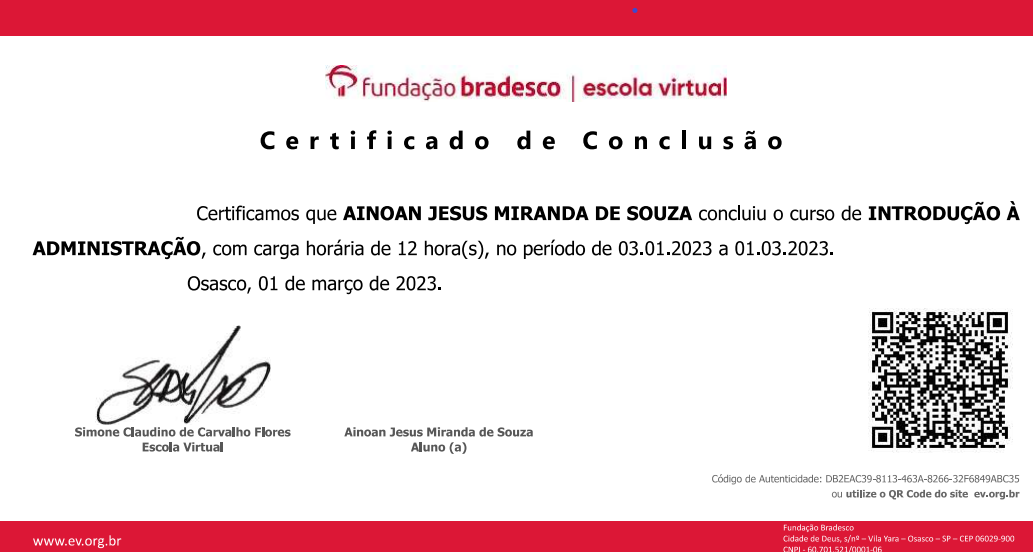 fundação bradesco | escola virtual
Certificado de Conclusão
Certificamos que AINOAN JESUS MIRANDA DE SOUZA concluiu o curso de INTRODUÇÃO À
ADMINISTRAÇÃO, com carga horária de 12 hora(s), no período de 03.01.2023 a 01.03.2023.
Osasco, 01 de março de 2023.
Simone Claudino de Carvalho Flores
Escola Virtual
Ainoan Jesus Miranda de Souza
Aluno (a)
Código de Autenticidade: DB2EAC39-8113-463A-8266-32F6849ABC35
ou utilize o QR Code do site ev.org.br
www.ev.org.br
Fundação Bradesco
Cidade de Deus, s/nº – Vila Yara – Osasco – SP – CEP 06029-900
CNPJ - 60.701.521/0001-06